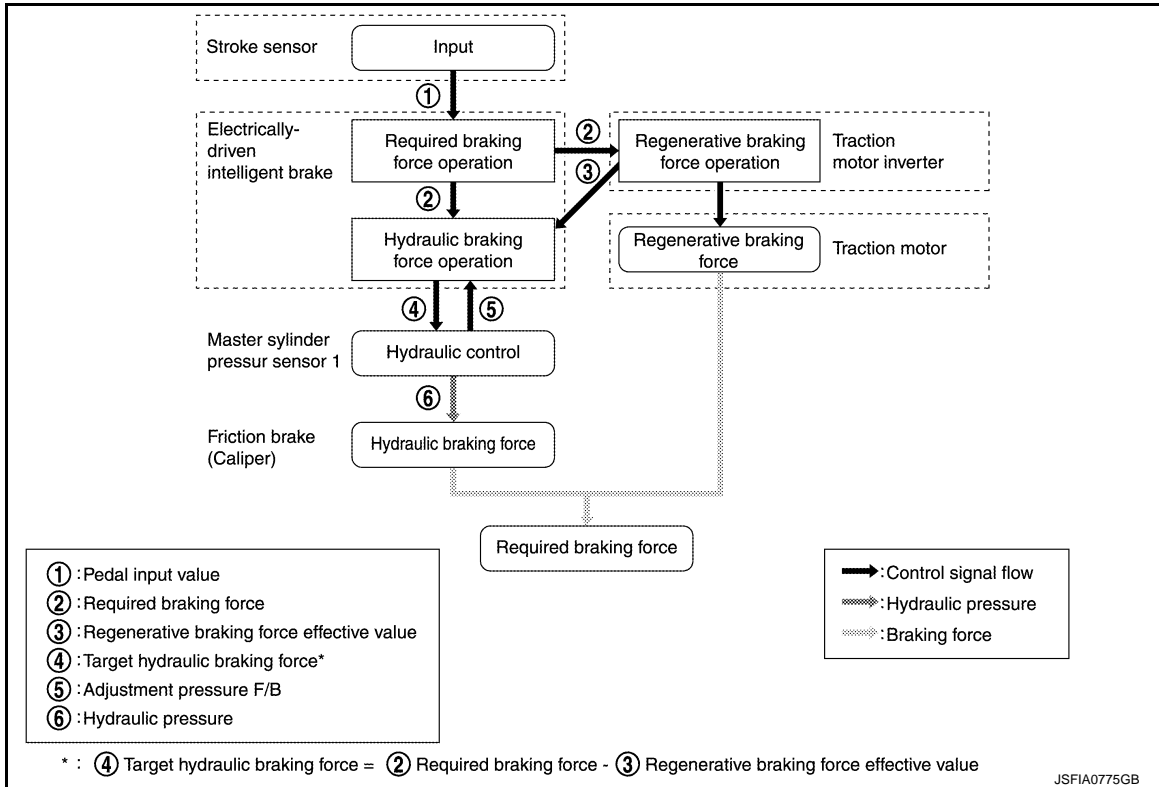 Stroke sensor
Input
①
Electrically-
driven
intelligent brake
Required braking
force operation
②
Regenerative braking
force operation
Traction
motor inverter
③
②
Hydraulic braking
force operation
Regenerative braking
force
Traction motor
④
⑤
Master sylinder
pressur sensor 1
Hydraulic control
⑥
Friction brake
(Caliper)
Hydraulic braking force
Required braking force
①:Pedal input value
②:Required braking force
③:Regenerative braking force effective value
④:Target hydraulic braking force*
⑤:Adjustment pressure F/B
⑥:Hydraulic pressure
:Control signal flow
:Hydraulic pressure
:Braking force
* : ④ Target hydraulic braking force = ② Required braking force - ③ Regenerative braking force effective value
JSFIA0775GB